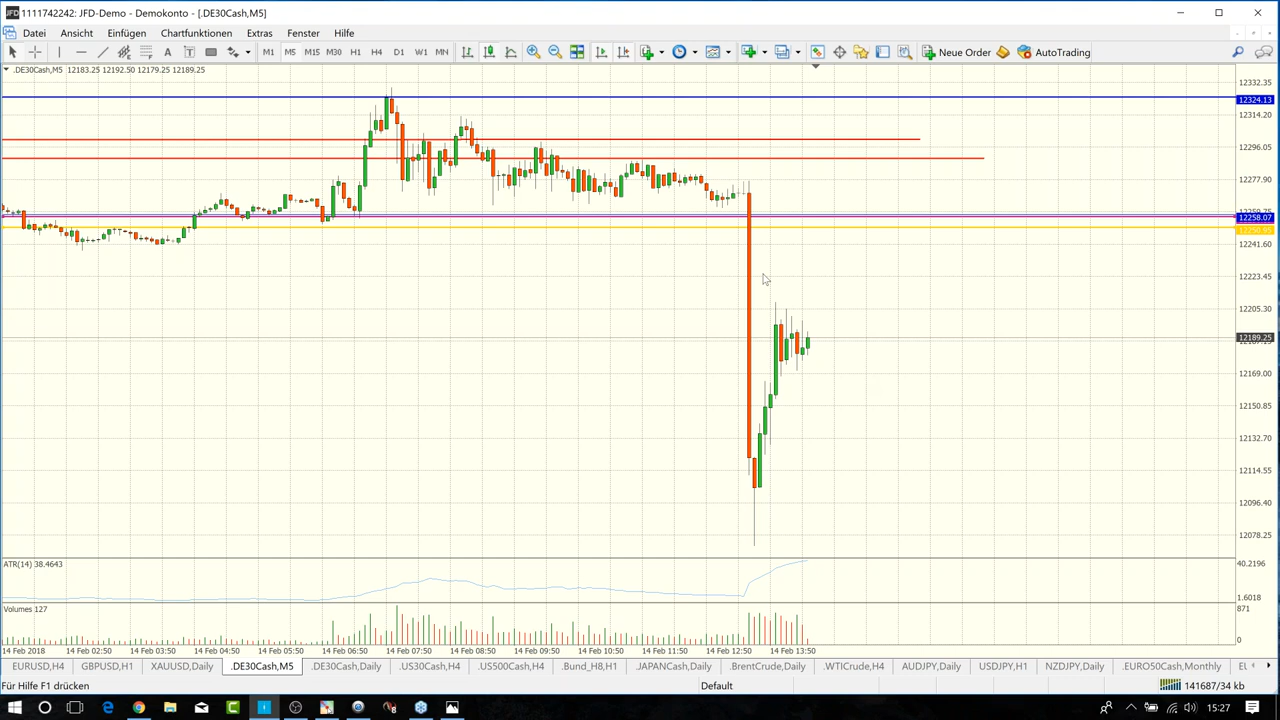 1111742242: JFD-Demo - Demokonto - [.DE30Cash,M5]
Datei Ansicht Einfügen Chartfunktionen Extras Fenster Hilfe
A T M1 M5 M15 M30 H1 H4 D1 W1 MN Neue Order AutoTrading
.DE30Cash,M5 12183.25 12192.50 12179.25 12189.25
12332.35
12324.13
12314.20
12296.05
12277.90
12258.07
12250.95
12241.60
12223.45
12205.30
12189.25
12169.00
12150.85
12132.70
12114.55
12096.40
12078.25
ATR(14) 38.4643
40.2196
1.6018
Volumes 127
871
0
14 Feb 2018 14 Feb 02:50 14 Feb 03:50 14 Feb 04:50 14 Feb 05:50 14 Feb 06:50 14 Feb 07:50 14 Feb 08:50 14 Feb 09:50 14 Feb 10:50 14 Feb 11:50 14 Feb 12:50 14 Feb 13:50
EURUSD,H4 GBPUSD,H1 XAUUSD,Daily .DE30Cash,M5 .DE30Cash,Daily .US30Cash,H4 .US500Cash,H4 .Bund_H8,H1 .JAPANCash,Daily .BrentCrude,Daily .WTICrude,H4 AUDJPY,Daily USDJPY,H1 NZDJPY,Daily .EURO50Cash,Monthly
Für Hilfe F1 drücken Default 141687/34 kb
15:27